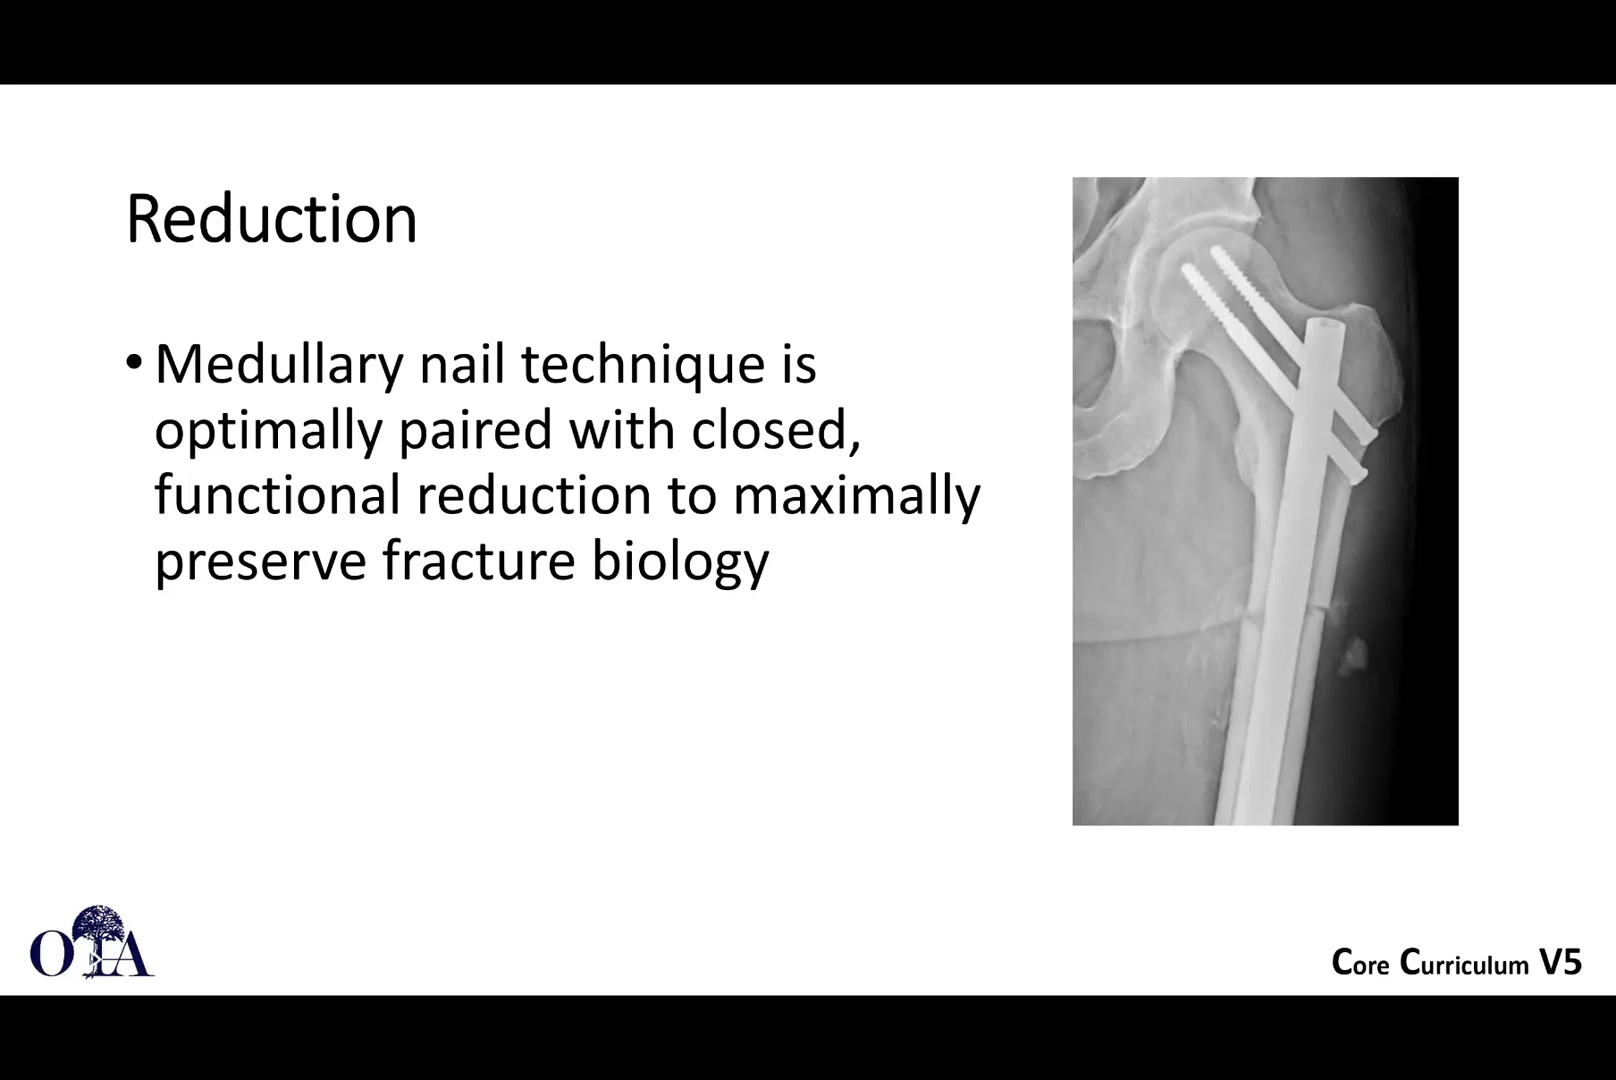 Reduction
• Medullary nail technique is
optimally paired with closed,
functional reduction to maximally
preserve fracture biology
OTA
Core Curriculum V5